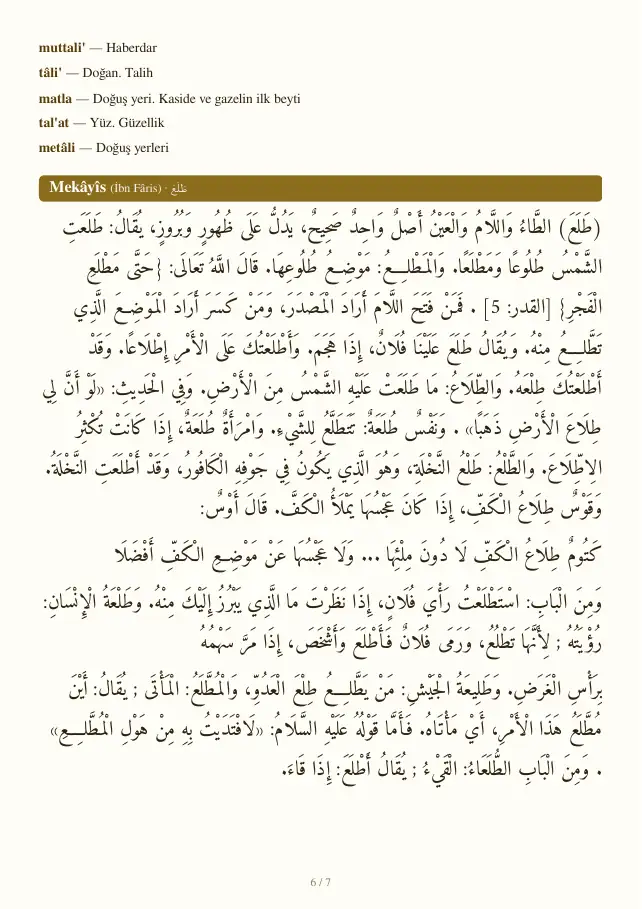 muttali' — Haberdar
tâli' — Doğan. Talih
matla — Doğuş yeri. Kaside ve gazelin ilk beyti
tal'at — Yüz. Güzellik
metâli — Doğuş yerleri
Mekâyîs (İbn Fâris) · طَلَعَ
(طَلَعَ) الطَّاءُ وَاللَّامُ وَالْعَيْنُ أَصْلٌ وَاحِدٌ صَحِيحٌ، يَدُلُّ عَلَى ظُهُورٍ وَبُرُوزٍ، يُقَالُ: طَلَعَتِ
الشَّمْسُ طُلُوعًا وَمَطْلَعًا. وَالْمَطْلِعُ: مَوْضِعُ طُلُوعِهَا. قَالَ اللَّهُ تَعَالَى: {حَتَّى مَطْلَعِ
الْفَجْرِ} [القدر: 5] . فَمَنْ فَتَحَ اللَّامَ أَرَادَ الْمَصْدَرَ، وَمَنْ كَسَرَ أَرَادَ الْمَوْضِعَ الَّذِي
تَطَّلِعُ مِنْهُ. وَيُقَالُ طَلَعَ عَلَيْنَا فُلَانٌ، إِذَا هَجَمَ. وَأَطْلَعْتُكَ عَلَى الْأَمْرِ إِطْلَاعًا. وَقَدْ
أَطْلَعْتُكَ طِلْعَهُ. وَالطِّلَاعُ: مَا طَلَعَتْ عَلَيْهِ الشَّمْسُ مِنَ الْأَرْضِ. وَفِي الْحَدِيثِ: «لَوْ أَنَّ لِي
طِلَاعَ الْأَرْضِ ذَهَبًا» . وَنَفْسٌ طُلَعَةٌ: تَتَطَلَّعُ لِلشَّيْءِ. وَامْرَأَةٌ طُلَعَةٌ، إِذَا كَانَتْ تُكْثِرُ
الِاطِّلَاعَ. وَالطَّلْعُ: طَلْعُ النَّخْلَةِ، وَهُوَ الَّذِي يَكُونُ فِي جَوْفِهِ الْكَافُورُ، وَقَدْ أَطْلَعَتِ النَّخْلَةُ.
وَقَوْسٌ طِلَاعُ الْكَفِّ، إِذَا كَانَ عَجْسُهَا يَمْلَأُ الْكَفَّ. قَالَ أَوْسٌ:
كَتُومٌ طِلَاعُ الْكَفِّ لَا دُونَ مِلْئِهَا ... وَلَا عَجْسُهَا عَنْ مَوْضِعِ الْكَفِّ أَفْضَلَا
وَمِنَ الْبَابِ: اسْتَطْلَعْتُ رَأْيَ فُلَانٍ، إِذَا نَظَرْتَ مَا الَّذِي يَبْرُزُ إِلَيْكَ مِنْهُ. وَطَلْعَةُ الْإِنْسَانِ:
رُؤْيَتُهُ ; لِأَنَّهَا تَطْلُعُ، وَرَمَى فُلَانٌ فَأَطْلَعَ وَأَشْخَصَ، إِذَا مَرَّ سَهْمُهُ
بِرَأْسِ الْغَرَضِ. وَطَلِيعَةُ الْجَيْشِ: مَنْ يَطَّلِعُ طِلْعَ الْعَدُوِّ، وَالْمُطَّلَعُ: الْمَأْتَى ; يُقَالُ: أَيْنَ
مُطَّلَعُ هَذَا الْأَمْرِ، أَيْ مَأْتَاهُ. فَأَمَّا قَوْلُهُ عَلَيْهِ السَّلَامُ: «لَافْتَدَيْتُ بِهِ مِنْ هَوْلِ الْمُطَّلَعِ»
. وَمِنَ الْبَابِ الطُّلَعَاءُ: الْقَيْءُ ; يُقَالُ أَطْلَعَ: إِذَا قَاءَ.
6 / 7